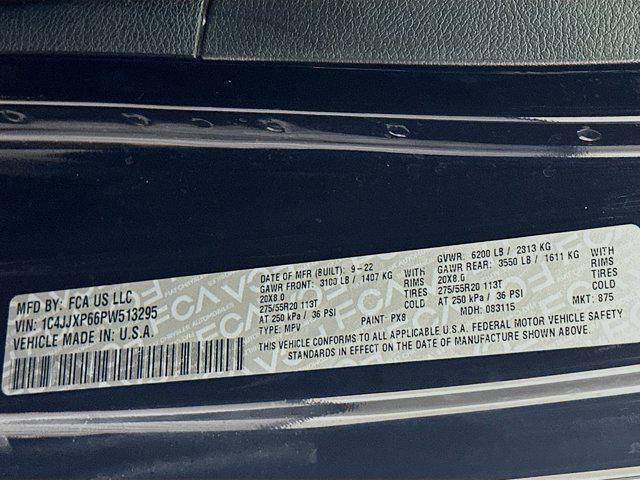 MFD BY: FCA US LLC
VIN: 1C4JJXP66PW513295
VEHICLE MADE IN: U.S.A.
DATE OF MFR (BUILT): 9-22
GAWR FRONT: 3100 LB / 1407 KG WITH
20X8.0 RIMS
275/55R20 113T TIRES
AT 250 kPa / 36 PSI COLD
TYPE: MPV PAINT: PX8
GVWR: 6200 LB / 2813 KG
GAWR REAR: 3550 LB / 1611 KG WITH
20X8.0 RIMS
275/55R20 113T TIRES
AT 250 kPa / 36 PSI COLD
MDH: 083115 MKT: 875
THIS VEHICLE CONFORMS TO ALL APPLICABLE U.S.A. FEDERAL MOTOR VEHICLE SAFETY
STANDARDS IN EFFECT ON THE DATE OF MANUFACTURE SHOWN ABOVE.